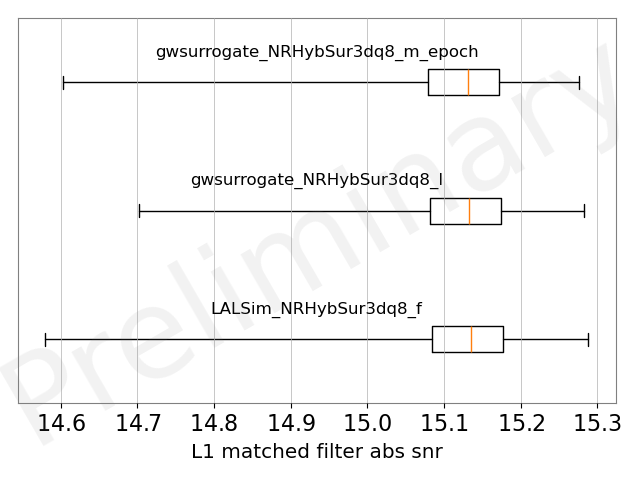 gwsurrogate_NRHybSur3dq8_m_epoch
gwsurrogate_NRHybSur3dq8_l
LALSim_NRHybSur3dq8_f
Preliminary
14.6 14.7 14.8 14.9 15.0 15.1 15.2 15.3
L1 matched filter abs snr